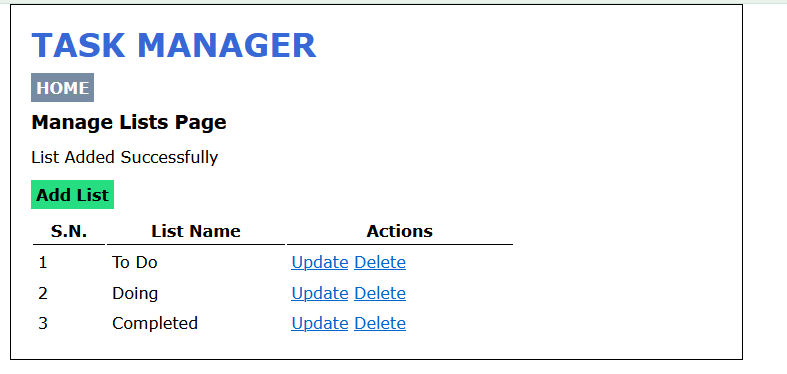 TASK MANAGER
HOME
Manage Lists Page
List Added Successfully
Add List
S.N. List Name Actions
1 To Do Update Delete
2 Doing Update Delete
3 Completed Update Delete